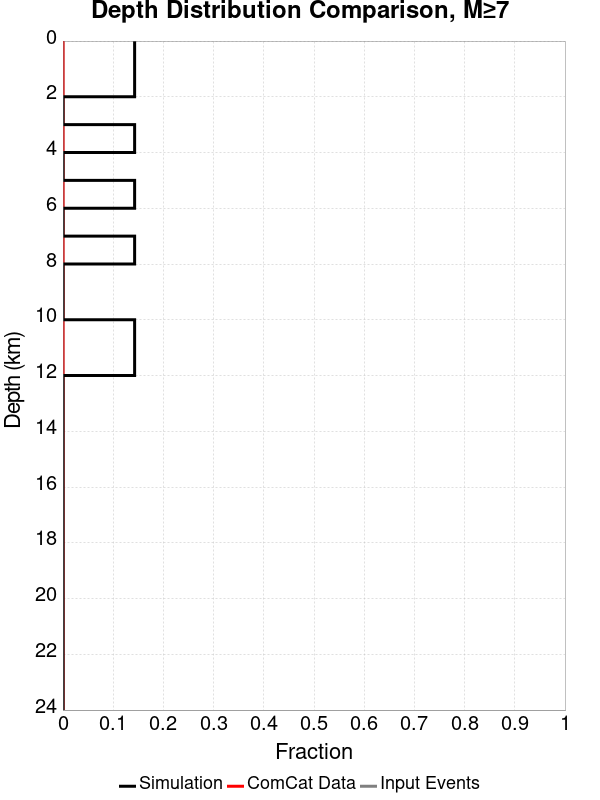 Depth Distribution Comparison, M≥7
0
2
4
6
8
10
12
14
16
18
20
22
24
Depth (km)
0 0.1 0.2 0.3 0.4 0.5 0.6 0.7 0.8 0.9 1
Fraction
Simulation ComCat Data Input Events